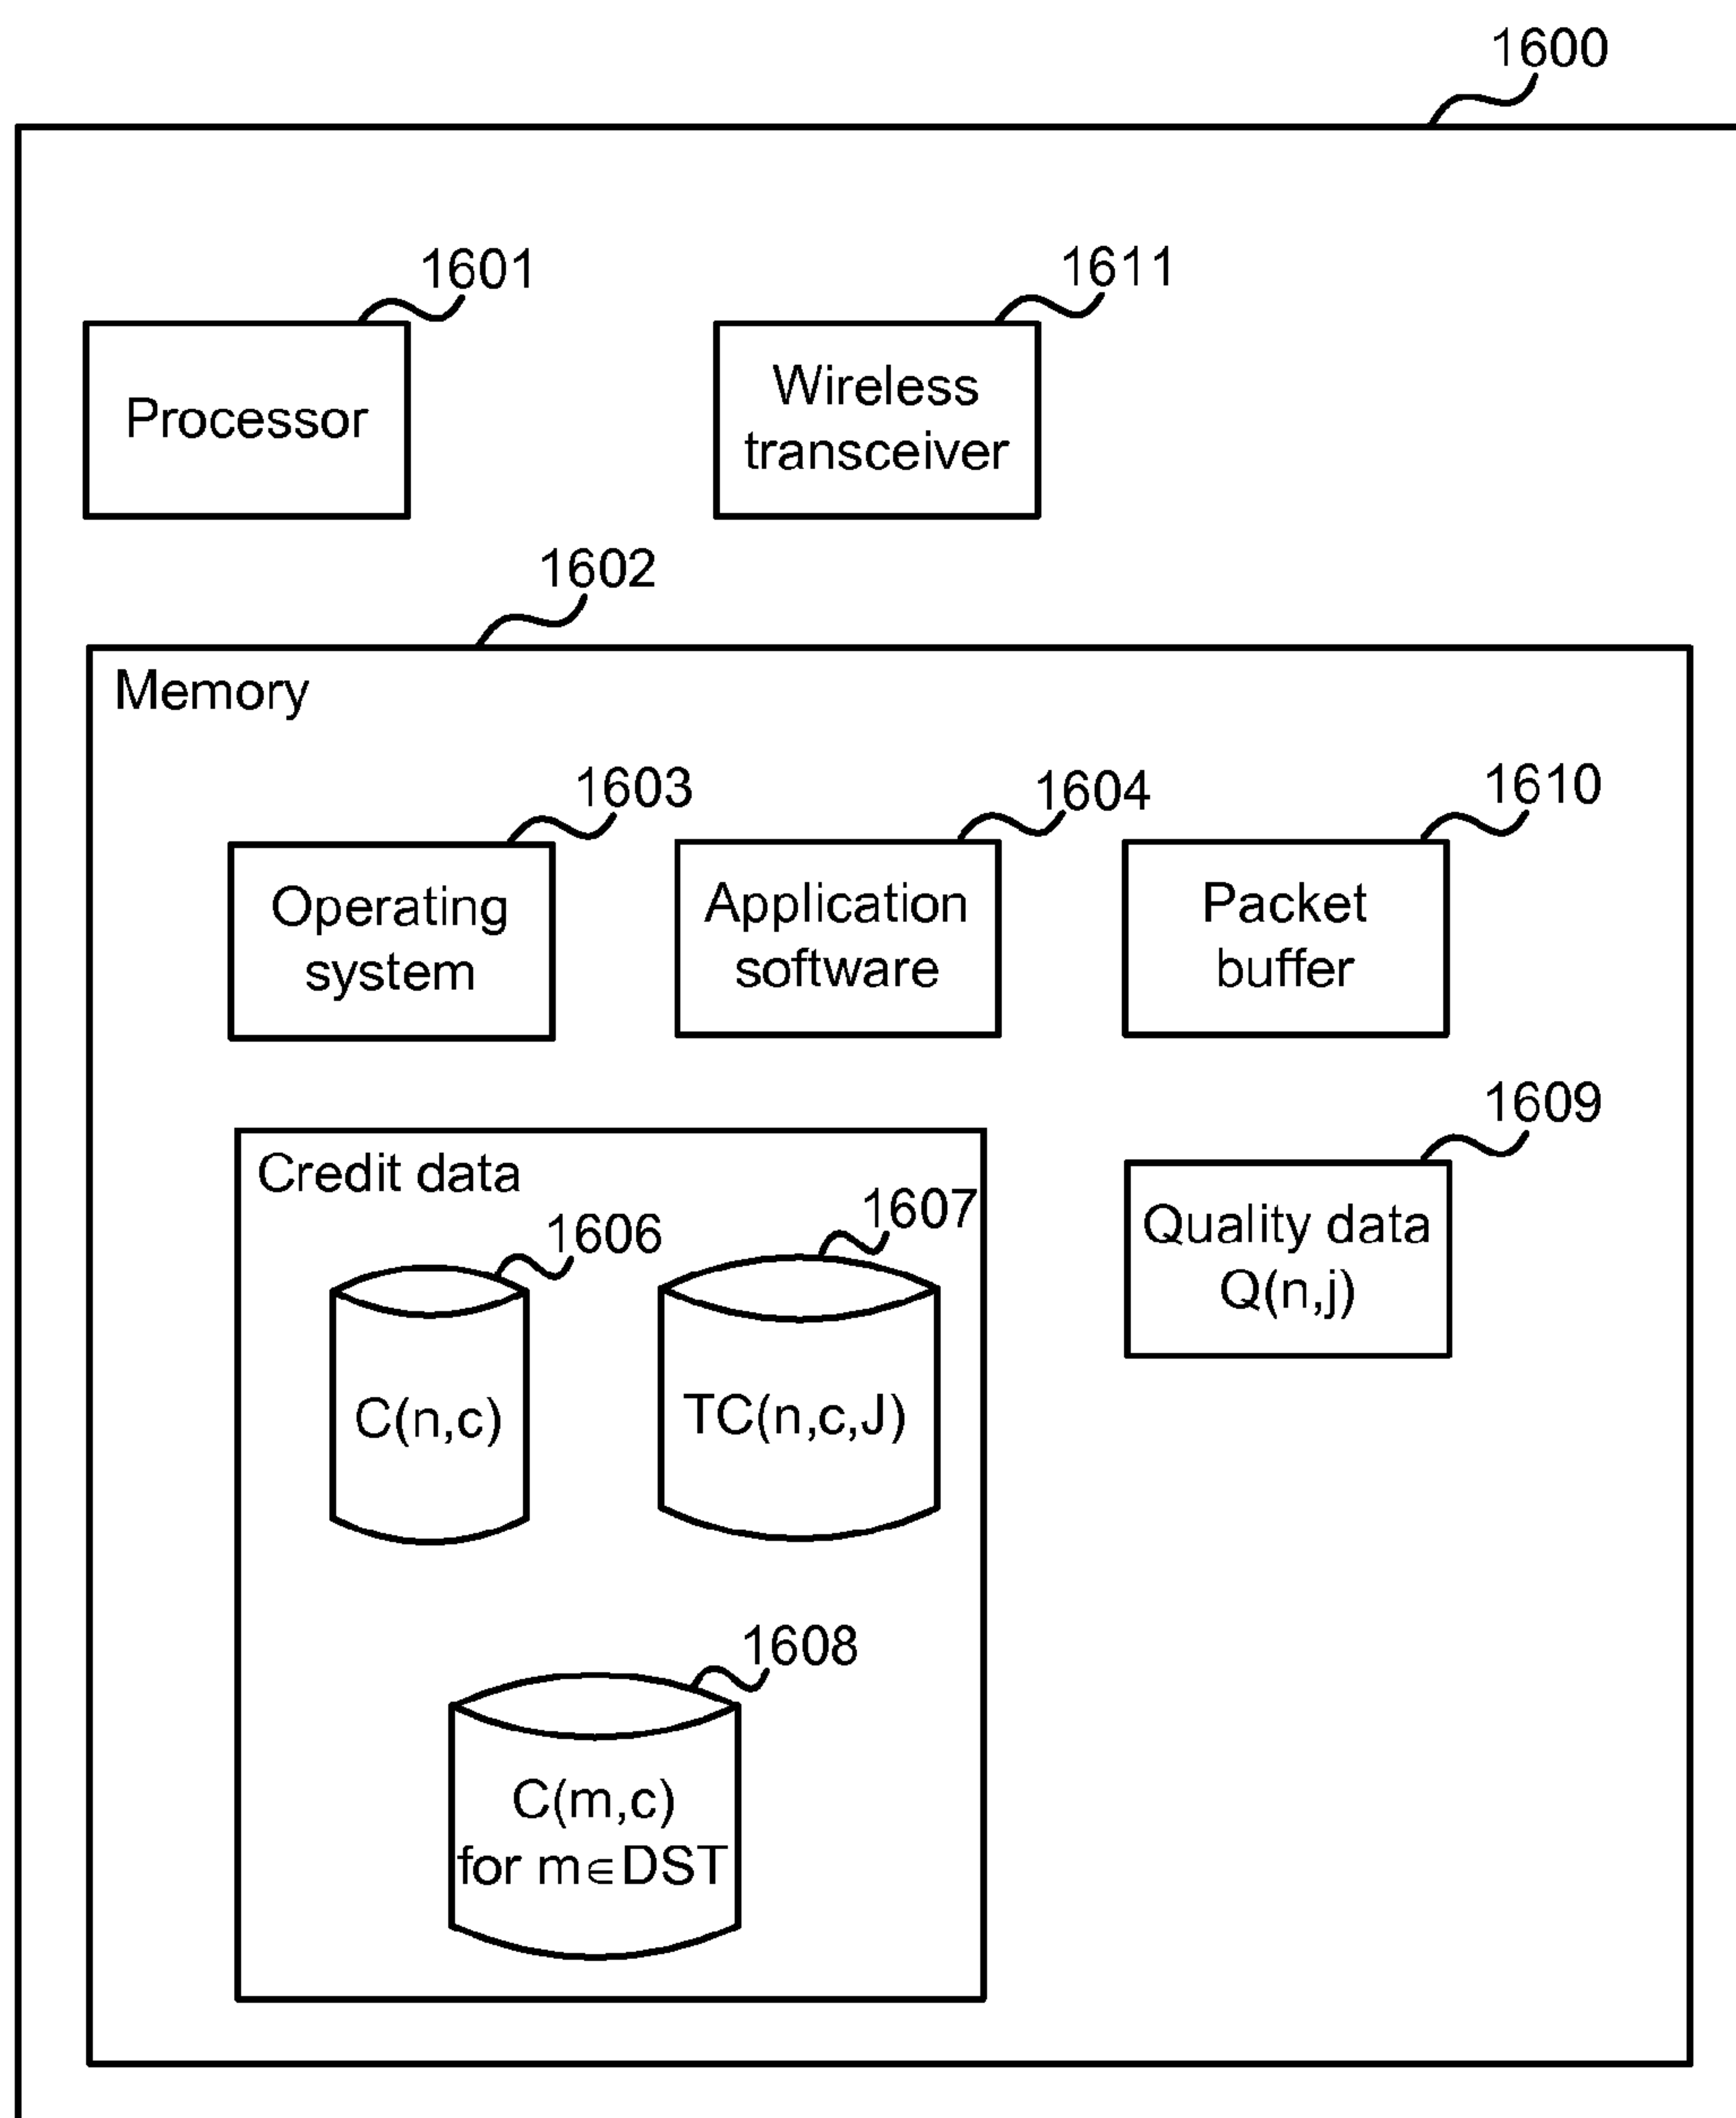 1600
1601
1611
Processor
Wireless
transceiver
1602
Memory
1603
1604
1610
Operating
system
Application
software
Packet
buffer
1609
Credit data
1606
1607
Quality data
Q(n,j)
C(n,c)
TC(n,c,J)
1608
C(m,c)
for m∈DST